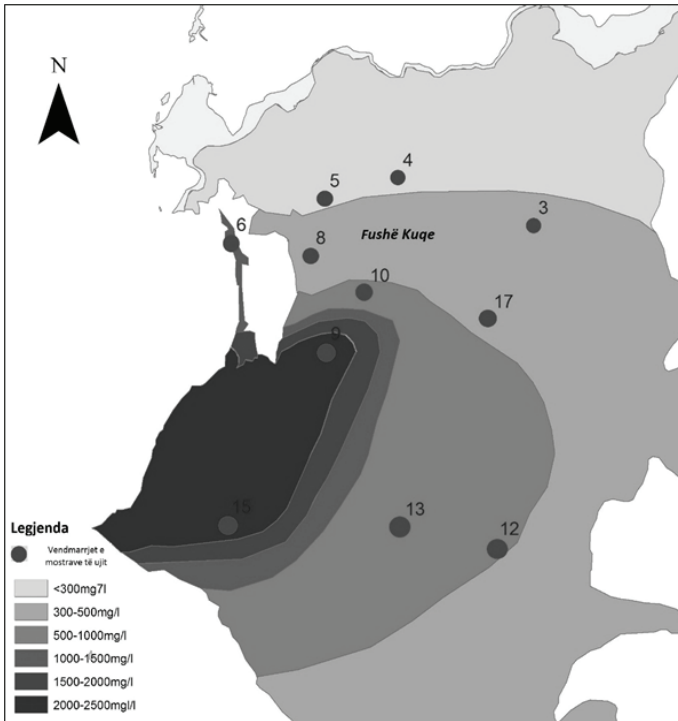 N
4
5
3
6
8
Fushë Kuqe
10
17
9
15
13
12
Legjenda
Vendmarrjet e
mostrave të ujit
<300mg7l
300-500mg/l
500-1000mg/l
1000-1500mg/l
1500-2000mg/l
2000-2500mgl/l